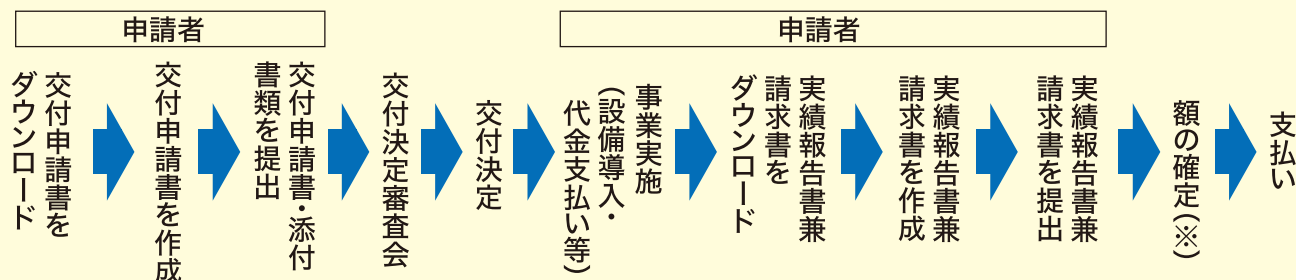 申請者
交付申請書を
ダウンロード
交付申請書を作成
交付申請書・添付
書類を提出
交付決定審査会
交付決定
申請者
事業実施
(設備導入・
代金支払い等)
実績報告書兼
請求書を
ダウンロード
実績報告書兼
請求書を作成
実績報告書兼
請求書を提出
額の確定(※)
支払い